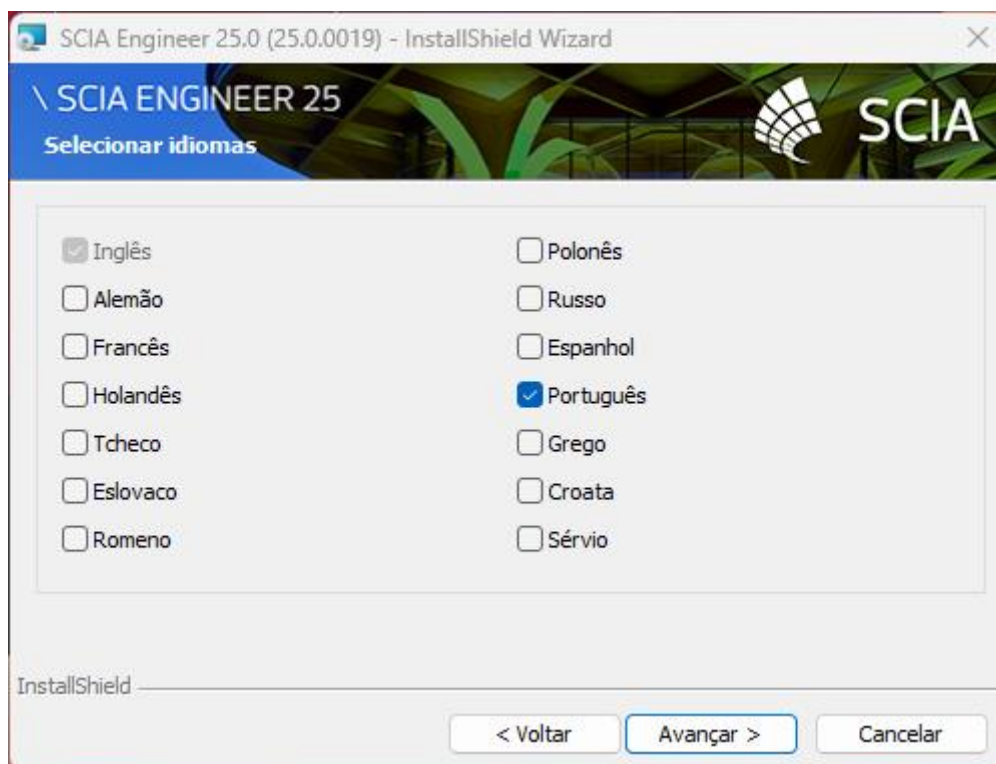 SCIA Engineer 25.0 (25.0.0019) - InstallShield Wizard
\ SCIA ENGINEER 25
Selecionar idiomas
SCIA
Inglês
Alemão
Francês
Holandês
Tcheco
Eslovaco
Romeno
Polonês
Russo
Espanhol
Português
Grego
Croata
Sérvio
InstallShield
< Voltar
Avançar >
Cancelar